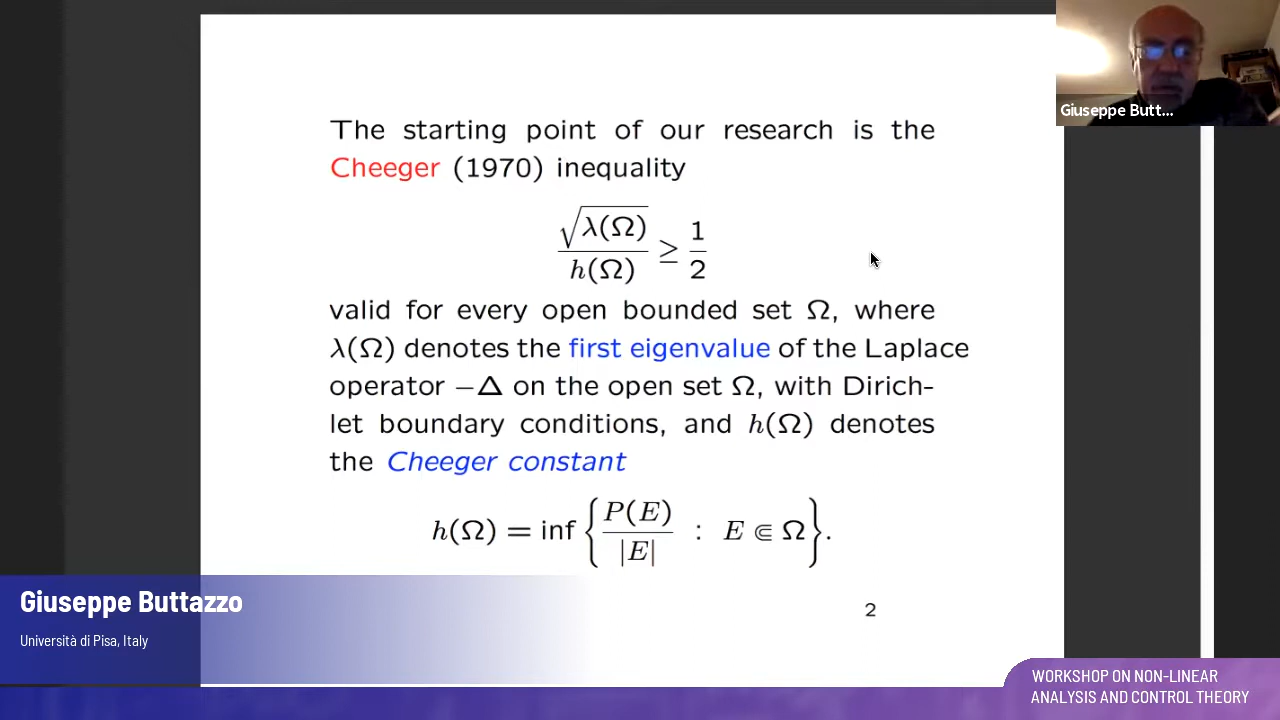 The starting point of our research is the
Cheeger (1970) inequality
√λ(Ω) / h(Ω) ≥ 1/2
valid for every open bounded set Ω, where
λ(Ω) denotes the first eigenvalue of the Laplace
operator −Δ on the open set Ω, with Dirich-
let boundary conditions, and h(Ω) denotes
the Cheeger constant
h(Ω) = inf { P(E) / |E| : E ⋐ Ω }.
2
Giuseppe Butt...
Giuseppe Buttazzo
Università di Pisa, Italy
WORKSHOP ON NON-LINEAR
ANALYSIS AND CONTROL THEORY